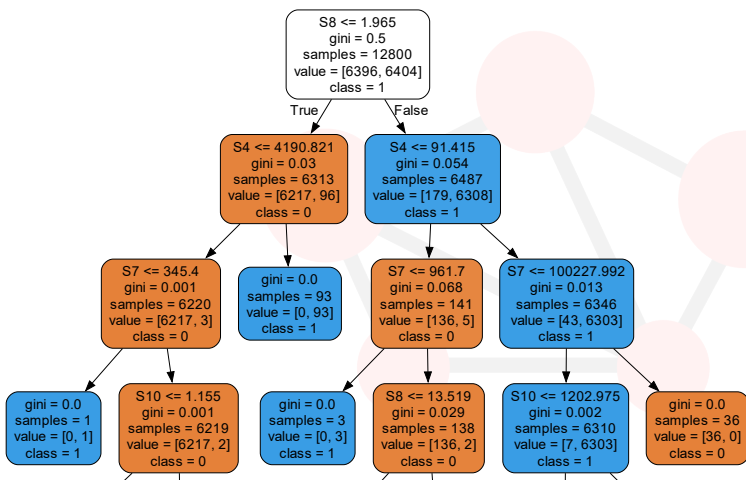 S8 <= 1.965
gini = 0.5
samples = 12800
value = [6396, 6404]
class = 1
True
False
S4 <= 4190.821
gini = 0.03
samples = 6313
value = [6217, 96]
class = 0
S4 <= 91.415
gini = 0.054
samples = 6487
value = [179, 6308]
class = 1
S7 <= 345.4
gini = 0.001
samples = 6220
value = [6217, 3]
class = 0
gini = 0.0
samples = 93
value = [0, 93]
class = 1
S7 <= 961.7
gini = 0.068
samples = 141
value = [136, 5]
class = 0
S7 <= 100227.992
gini = 0.013
samples = 6346
value = [43, 6303]
class = 1
gini = 0.0
samples = 1
value = [0, 1]
class = 1
S10 <= 1.155
gini = 0.001
samples = 6219
value = [6217, 2]
class = 0
gini = 0.0
samples = 3
value = [0, 3]
class = 1
S8 <= 13.519
gini = 0.029
samples = 138
value = [136, 2]
class = 0
S10 <= 1202.975
gini = 0.002
samples = 6310
value = [7, 6303]
class = 1
gini = 0.0
samples = 36
value = [36, 0]
class = 0